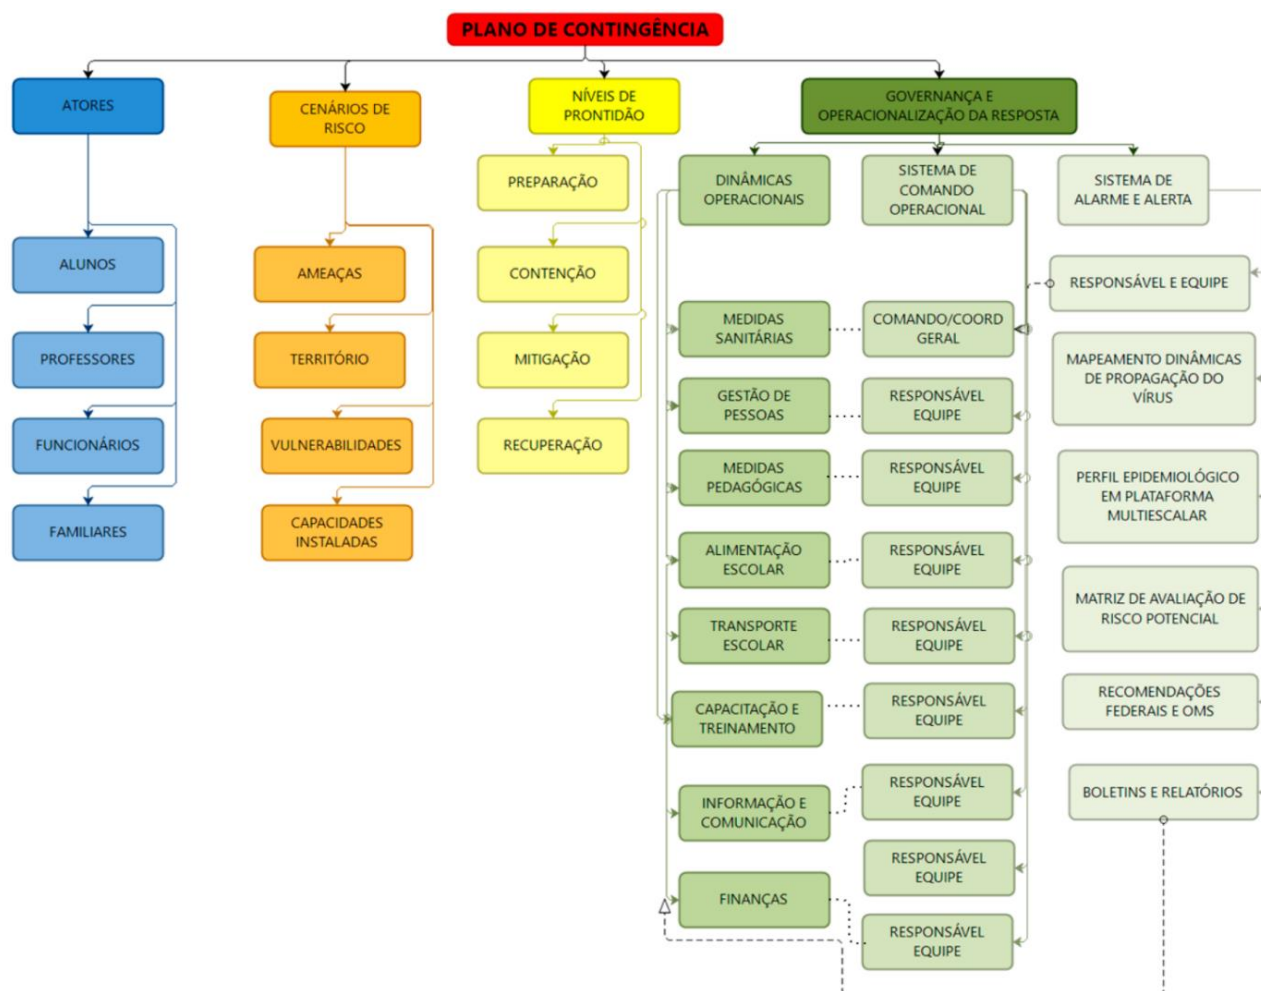 PLANO DE CONTINGÊNCIA
ATORES
CENÁRIOS DE
RISCO
NÍVEIS DE
PRONTIDÃO
GOVERNANÇA E
OPERACIONALIZAÇÃO DA RESPOSTA
ALUNOS
PROFESSORES
FUNCIONÁRIOS
FAMILIARES
AMEAÇAS
TERRITÓRIO
VULNERABILIDADES
CAPACIDADES
INSTALADAS
PREPARAÇÃO
CONTENÇÃO
MITIGAÇÃO
RECUPERAÇÃO
DINÂMICAS
OPERACIONAIS
MEDIDAS
SANITÁRIAS
GESTÃO DE
PESSOAS
MEDIDAS
PEDAGÓGICAS
ALIMENTAÇÃO
ESCOLAR
TRANSPORTE
ESCOLAR
CAPACITAÇÃO E
TREINAMENTO
INFORMAÇÃO E
COMUNICAÇÃO
FINANÇAS
SISTEMA DE
COMANDO
OPERACIONAL
COMANDO/COORD
GERAL
RESPONSÁVEL
EQUIPE
RESPONSÁVEL
EQUIPE
RESPONSÁVEL
EQUIPE
RESPONSÁVEL
EQUIPE
RESPONSÁVEL
EQUIPE
RESPONSÁVEL
EQUIPE
RESPONSÁVEL
EQUIPE
RESPONSÁVEL
EQUIPE
SISTEMA DE
ALARME E ALERTA
RESPONSÁVEL E EQUIPE
MAPEAMENTO DINÂMICAS
DE PROPAGAÇÃO DO
VÍRUS
PERFIL EPIDEMIOLÓGICO
EM PLATAFORMA
MULTIESCALAR
MATRIZ DE AVALIAÇÃO DE
RISCO POTENCIAL
RECOMENDAÇÕES
FEDERAIS E OMS
BOLETINS E RELATÓRIOS